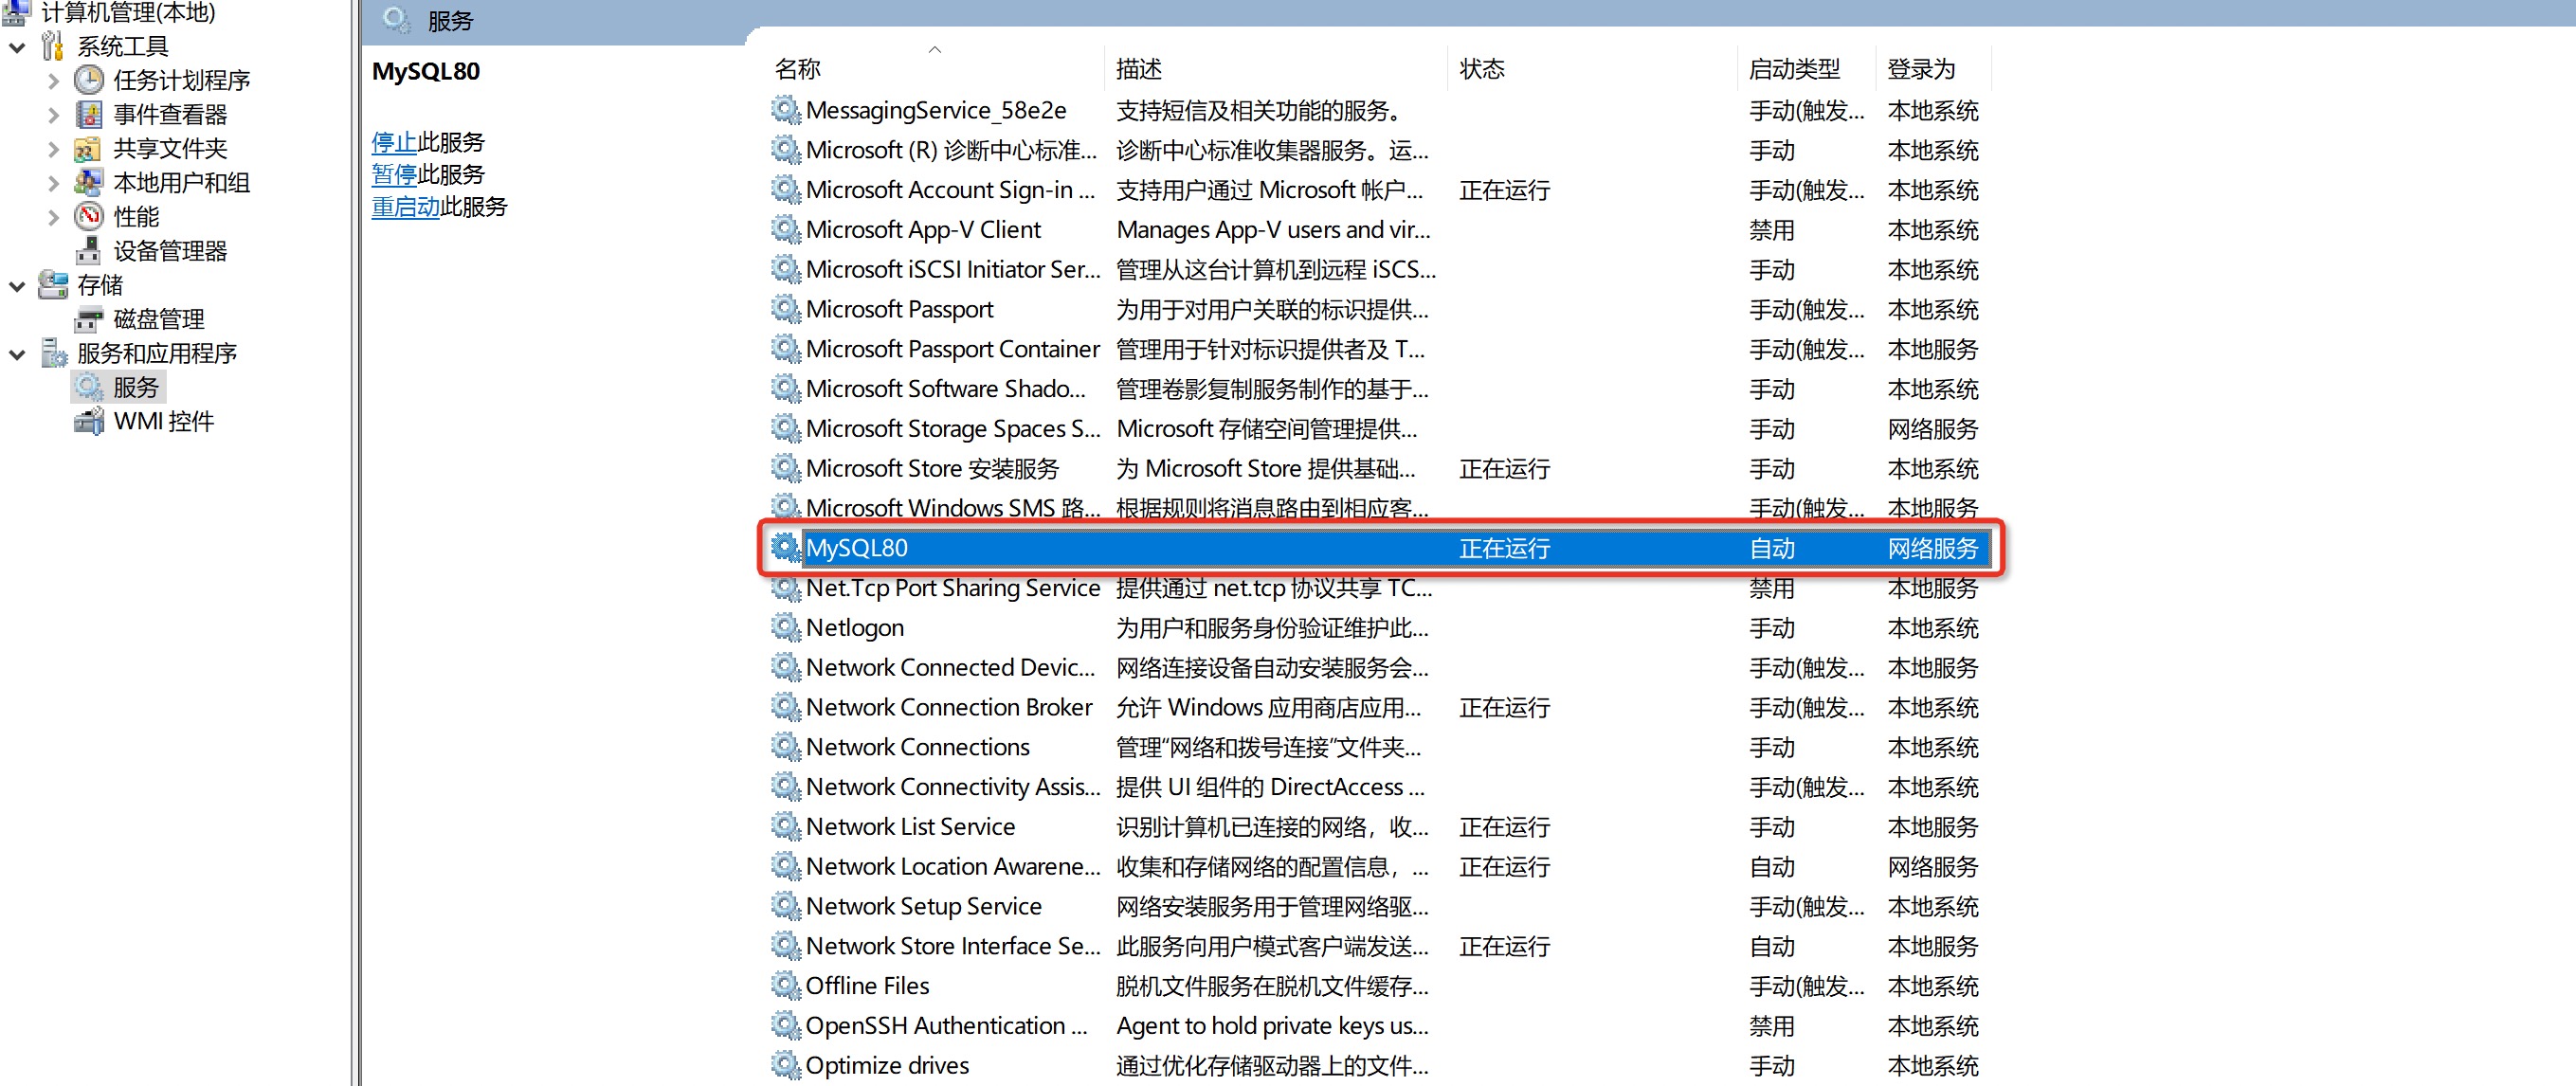 计算机管理(本地)
系统工具
任务计划程序
事件查看器
共享文件夹
本地用户和组
性能
设备管理器
存储
磁盘管理
服务和应用程序
服务
WMI 控件
服务
MySQL80
停止此服务
暂停此服务
重启动此服务
名称 描述 状态 启动类型 登录为
MessagingService_58e2e 支持短信及相关功能的服务。 手动(触发... 本地系统
Microsoft (R) 诊断中心标准... 诊断中心标准收集器服务。运... 手动 本地系统
Microsoft Account Sign-in ... 支持用户通过 Microsoft 帐户... 正在运行 手动(触发... 本地系统
Microsoft App-V Client Manages App-V users and vir... 禁用 本地系统
Microsoft iSCSI Initiator Ser... 管理从这台计算机到远程 iSCS... 手动 本地系统
Microsoft Passport 为用于对用户关联的标识提供... 手动(触发... 本地系统
Microsoft Passport Container 管理用于针对标识提供者及 T... 手动(触发... 本地服务
Microsoft Software Shado... 管理卷影复制服务制作的基于... 手动 本地系统
Microsoft Storage Spaces S... Microsoft 存储空间管理提供... 手动 网络服务
Microsoft Store 安装服务 为 Microsoft Store 提供基础... 正在运行 手动 本地系统
Microsoft Windows SMS 路... 根据规则将消息路由到相应客... 手动(触发... 本地服务
MySQL80 正在运行 自动 网络服务
Net.Tcp Port Sharing Service 提供通过 net.tcp 协议共享 TC... 禁用 本地服务
Netlogon 为用户和服务身份验证维护此... 手动 本地系统
Network Connected Devic... 网络连接设备自动安装服务会... 手动(触发... 本地服务
Network Connection Broker 允许 Windows 应用商店应用... 正在运行 手动(触发... 本地系统
Network Connections 管理“网络和拨号连接”文件夹... 手动 本地系统
Network Connectivity Assis... 提供 UI 组件的 DirectAccess ... 手动(触发... 本地系统
Network List Service 识别计算机已连接的网络，收... 正在运行 手动 本地服务
Network Location Awarene... 收集和存储网络的配置信息，... 正在运行 自动 网络服务
Network Setup Service 网络安装服务用于管理网络驱... 手动(触发... 本地系统
Network Store Interface Se... 此服务向用户模式客户端发送... 正在运行 自动 本地服务
Offline Files 脱机文件服务在脱机文件缓存... 手动(触发... 本地系统
OpenSSH Authentication ... Agent to hold private keys us... 禁用 本地系统
Optimize drives 通过优化存储驱动器上的文件... 手动 本地系统